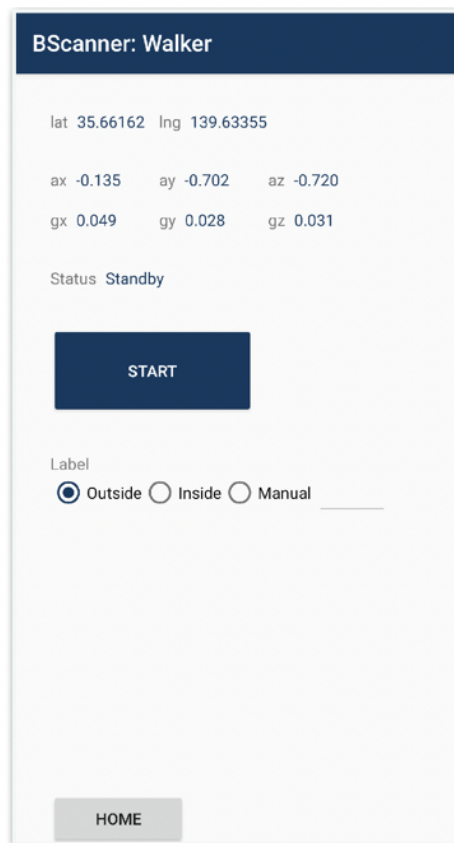 BScanner: Walker
lat 35.66162 lng 139.63355
ax -0.135 ay -0.702 az -0.720
gx 0.049 gy 0.028 gz 0.031
Status Standby
START
Label
Outside Inside Manual
HOME